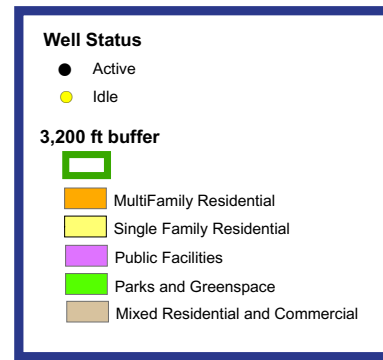 Well Status
Active
Idle
3,200 ft buffer
MultiFamily Residential
Single Family Residential
Public Facilities
Parks and Greenspace
Mixed Residential and Commercial